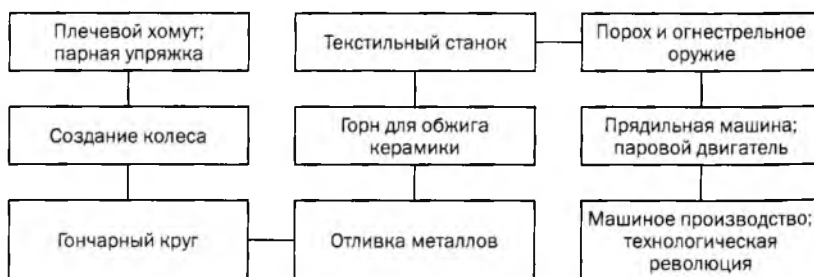 Плечевой хомут;
парная упряжка
Создание колеса
Гончарный круг
Текстильный станок
Горн для обжига
керамики
Отливка металлов
Порох и огнестрельное
оружие
Прядильная машина;
паровой двигатель
Машиное производство;
технологическая
революция